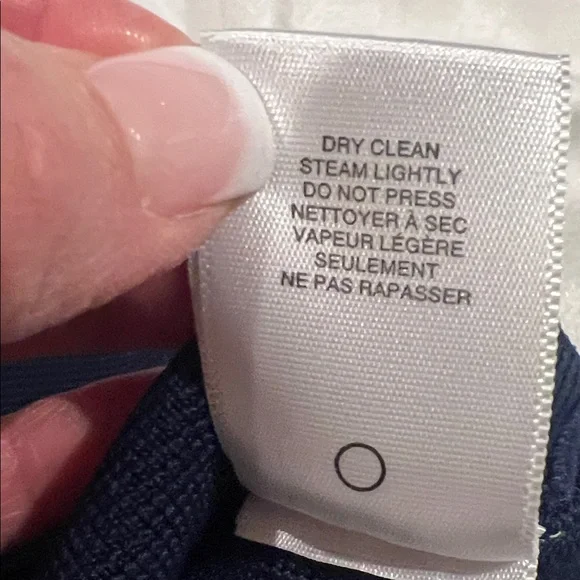 DRY CLEAN
STEAM LIGHTLY
DO NOT PRESS
NETTOYER À SEC
VAPEUR LÉGÈRE
SEULEMENT
NE PAS RAPASSER